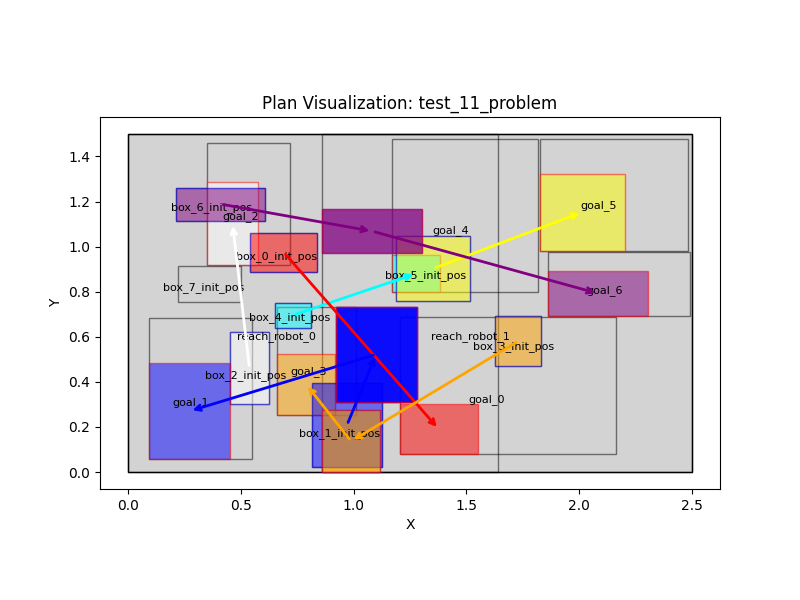 Plan Visualization: test_11_problem
Y
1.4
1.2
1.0
0.8
0.6
0.4
0.2
0.0
box_6_init_pos
goal_2
goal_5
goal_4
box_0_init_pos
box_5_init_pos
box_7_init_pos
goal_6
box_4_init_pos
reach_robot_0
reach_robot_1
box_3_init_pos
box_2_init_pos
goal_3
goal_1
goal_0
box_1_init_pos
0.0
0.5
1.0
1.5
2.0
2.5
X